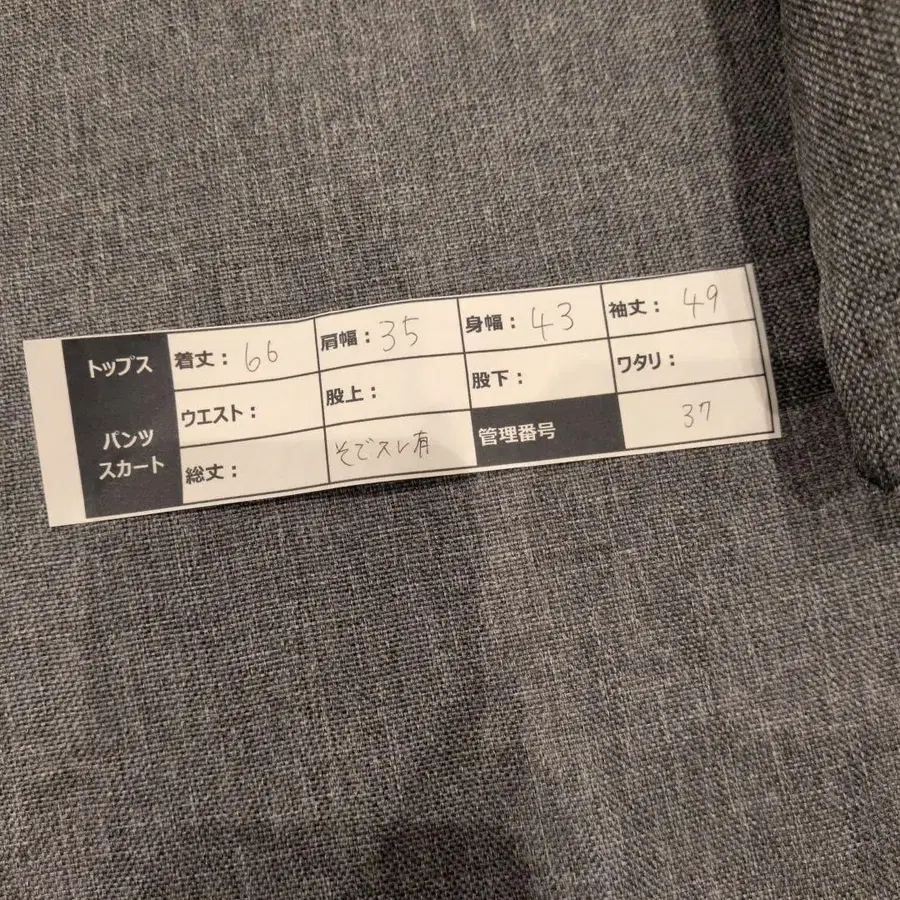 トップス 着丈: 66 肩幅: 35 身幅: 43 袖丈: 49
パンツ スカート ウエスト: 股上: 股下: ワタリ:
総丈: そでスレ有 管理番号 37